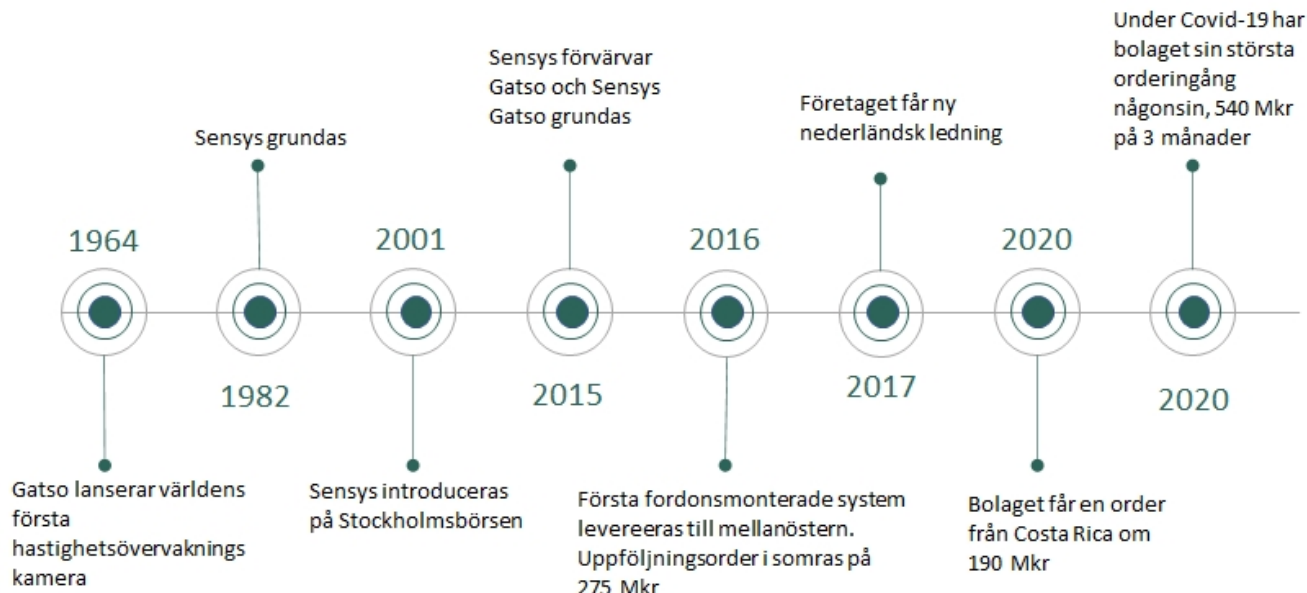 1964
Gatso lanserar världens
första
hastighetsövervaknings
kamera
Sensys grundas
1982
2001
Sensys introduceras
på Stockholmsbörsen
Sensys förvärvar
Gatso och Sensys
Gatso grundas
2015
2016
Första fordonsmonterade system
levereeras till mellanöstern.
Uppföljningsorder i somras på
275 Mkr
Företaget får ny
nederländsk ledning
2017
2020
Bolaget får en order
från Costa Rica om
190 Mkr
Under Covid-19 har
bolaget sin största
orderingång
någonsin, 540 Mkr
på 3 månader
2020